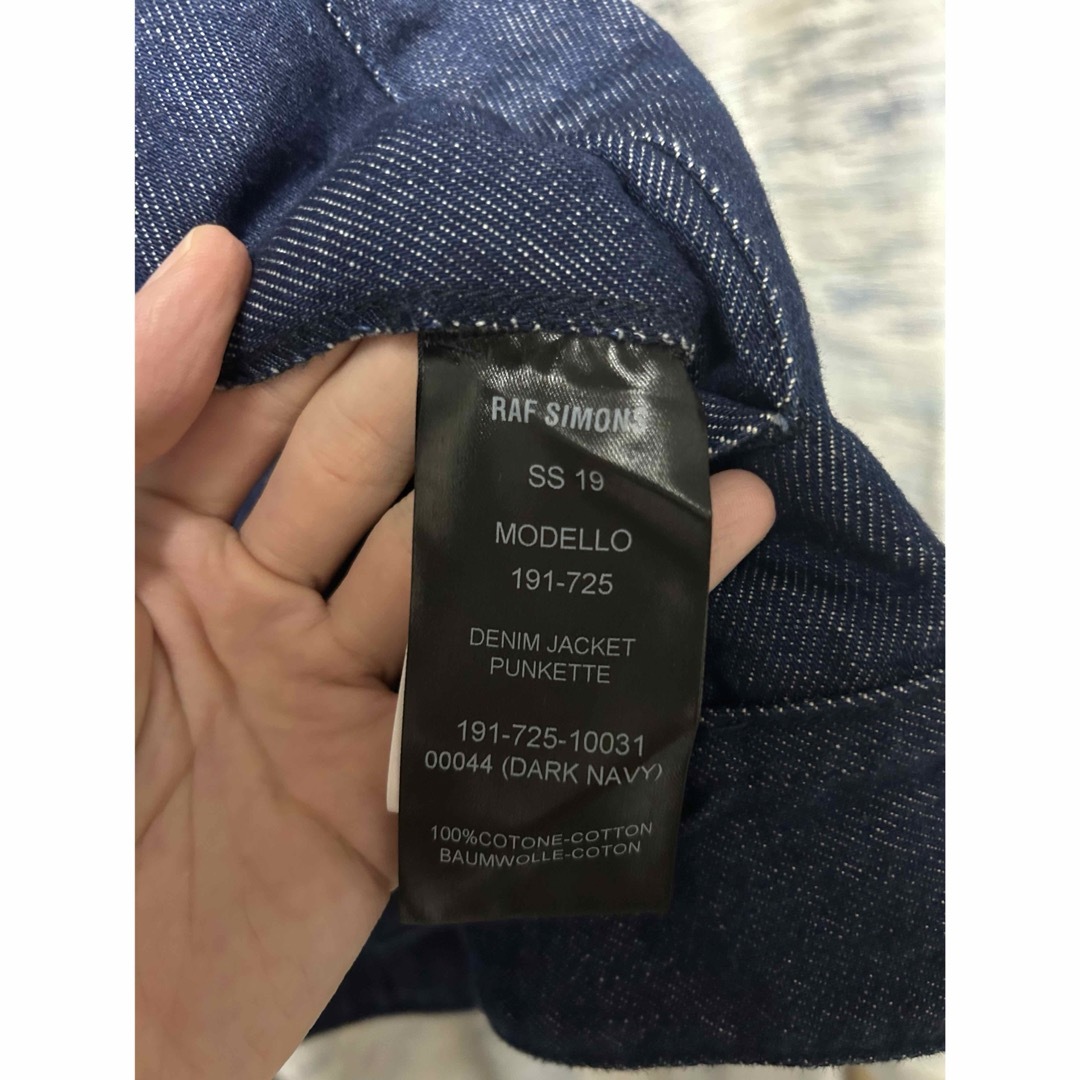 RAF SIMONS
SS 19
MODELLO
191-725
DENIM JACKET
PUNKETTE
191-725-10031
00044 (DARK NAVY)
100%COTONE-COTTON
BAUMWOLLE-COTON